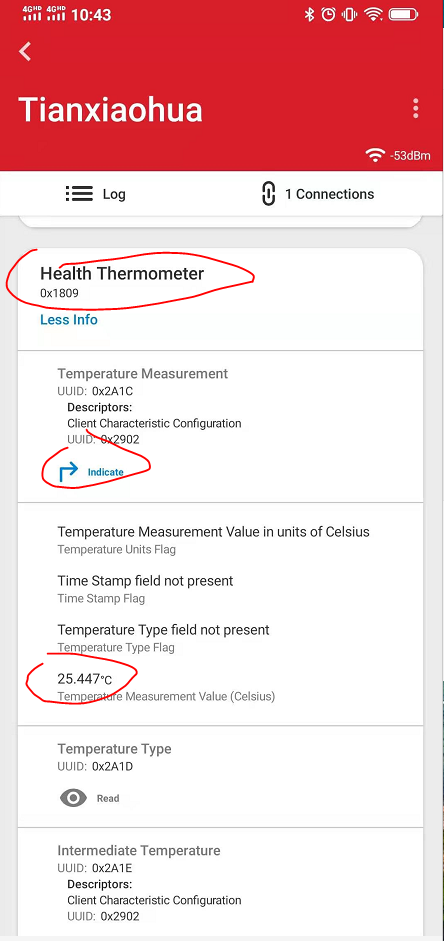 4GHD 4GHD 10:43
Tianxiaohua
-53dBm
Log
1 Connections
Health Thermometer
0x1809
Less Info
Temperature Measurement
UUID: 0x2A1C
Descriptors:
Client Characteristic Configuration
UUID: 0x2902
Indicate
Temperature Measurement Value in units of Celsius
Temperature Units Flag
Time Stamp field not present
Time Stamp Flag
Temperature Type field not present
Temperature Type Flag
25.447°C
Temperature Measurement Value (Celsius)
Temperature Type
UUID: 0x2A1D
Read
Intermediate Temperature
UUID: 0x2A1E
Descriptors:
Client Characteristic Configuration
UUID: 0x2902